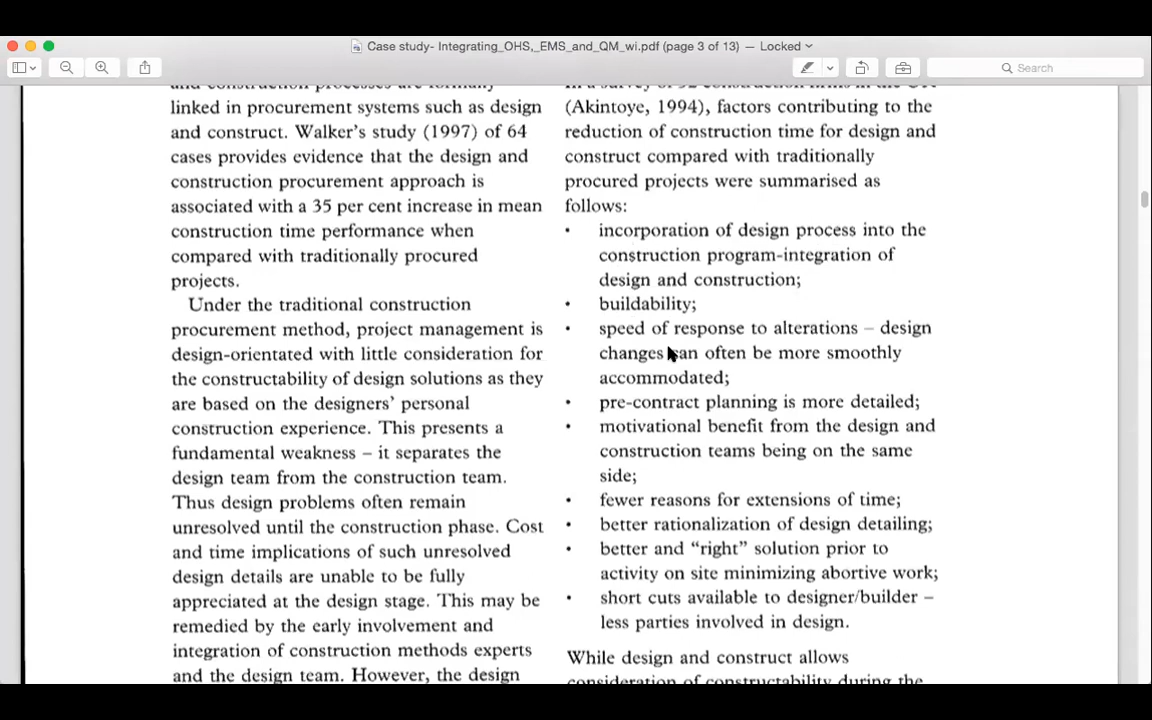 Case study- Integrating_OHS,_EMS_and_QM_wi.pdf (page 3 of 13) — Locked
Search
and construction processes are formally
linked in procurement systems such as design
and construct. Walker's study (1997) of 64
cases provides evidence that the design and
construction procurement approach is
associated with a 35 per cent increase in mean
construction time performance when
compared with traditionally procured
projects.
Under the traditional construction
procurement method, project management is
design-orientated with little consideration for
the constructability of design solutions as they
are based on the designers' personal
construction experience. This presents a
fundamental weakness – it separates the
design team from the construction team.
Thus design problems often remain
unresolved until the construction phase. Cost
and time implications of such unresolved
design details are unable to be fully
appreciated at the design stage. This may be
remedied by the early involvement and
integration of construction methods experts
and the design team. However, the design
(Akintoye, 1994), factors contributing to the
reduction of construction time for design and
construct compared with traditionally
procured projects were summarised as
follows:
• incorporation of design process into the
construction program-integration of
design and construction;
• buildability;
• speed of response to alterations – design
changes can often be more smoothly
accommodated;
• pre-contract planning is more detailed;
• motivational benefit from the design and
construction teams being on the same
side;
• fewer reasons for extensions of time;
• better rationalization of design detailing;
• better and “right” solution prior to
activity on site minimizing abortive work;
• short cuts available to designer/builder –
less parties involved in design.
While design and construct allows
consideration of constructability during the